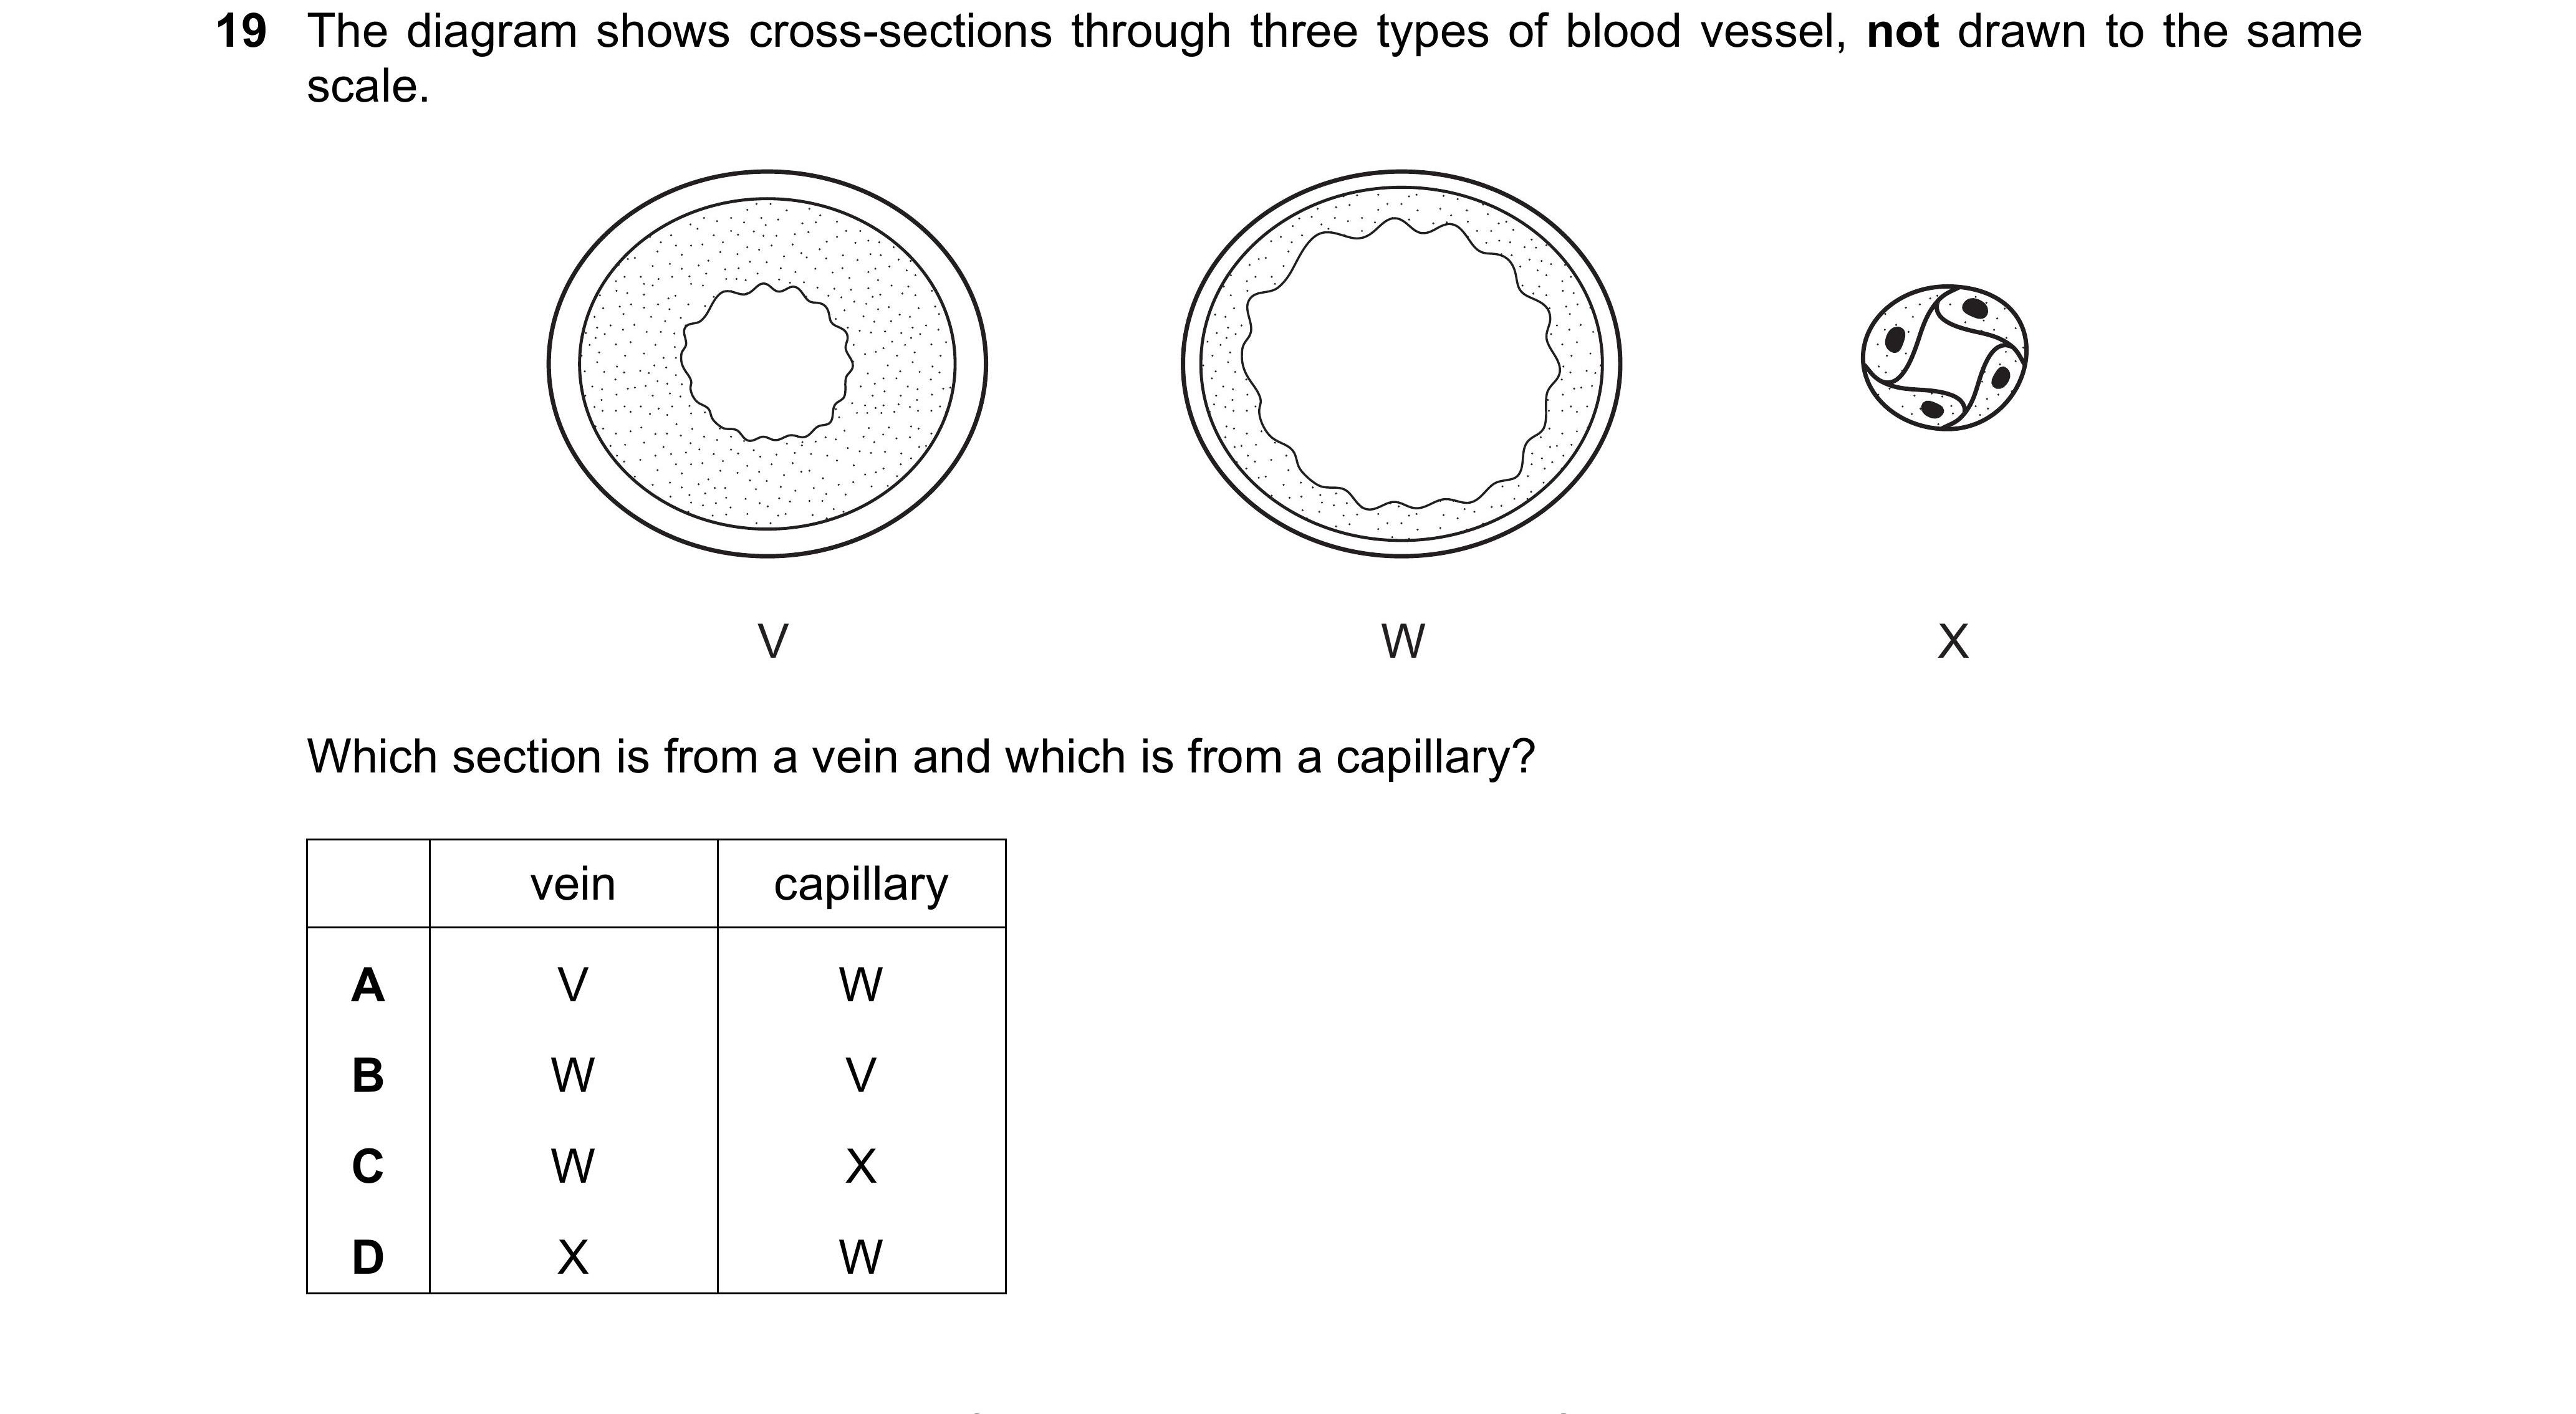 19 The diagram shows cross-sections through three types of blood vessel, not drawn to the same
scale.
V W X
Which section is from a vein and which is from a capillary?
vein capillary
A V W
B W V
C W X
D X W